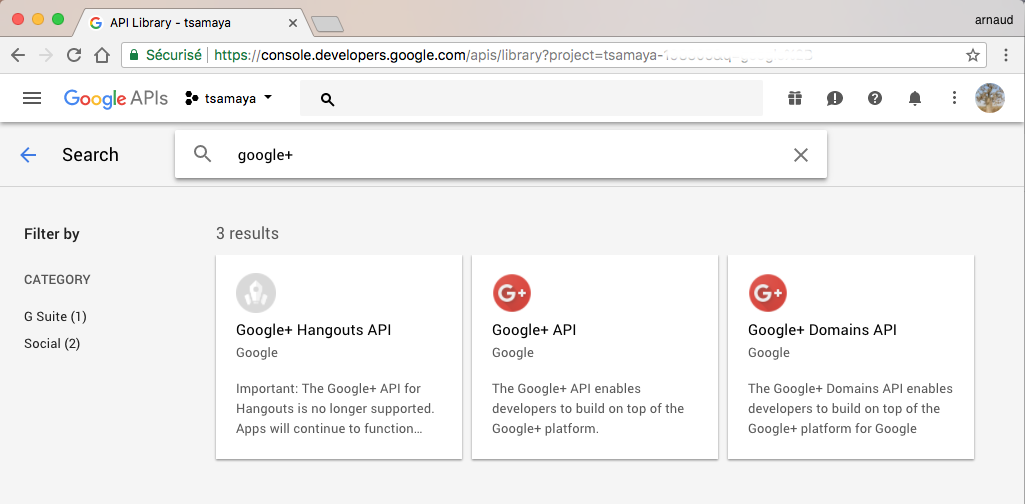 API Library - tsamaya
arnaud
Sécurisé https://console.developers.google.com/apis/library?project=tsamaya-
Google APIs tsamaya
Search google+
Filter by
CATEGORY
G Suite (1)
Social (2)
3 results
Google+ Hangouts API
Google
Important: The Google+ API for
Hangouts is no longer supported.
Apps will continue to function...
Google+ API
Google
The Google+ API enables
developers to build on top of the
Google+ platform.
Google+ Domains API
Google
The Google+ Domains API enables
developers to build on top of the
Google+ platform for Google